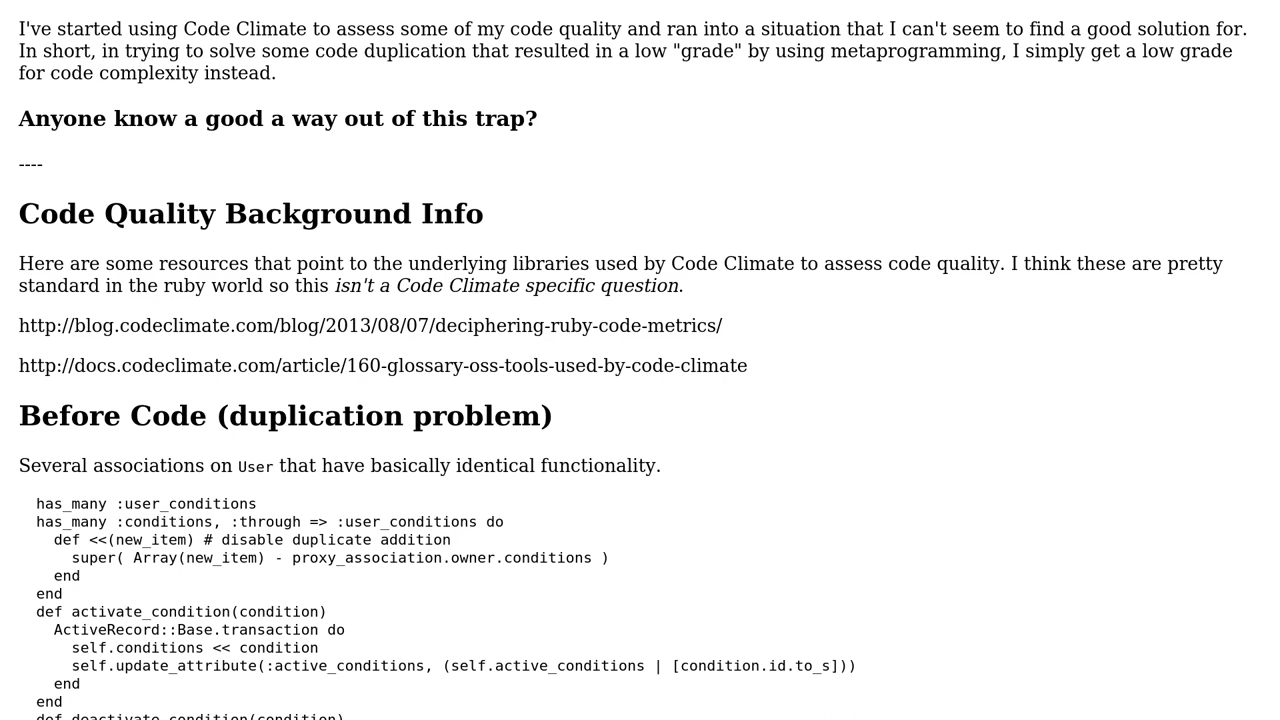 I've started using Code Climate to assess some of my code quality and ran into a situation that I can't seem to find a good solution for.
In short, in trying to solve some code duplication that resulted in a low "grade" by using metaprogramming, I simply get a low grade
for code complexity instead.
Anyone know a good a way out of this trap?
----
Code Quality Background Info
Here are some resources that point to the underlying libraries used by Code Climate to assess code quality. I think these are pretty
standard in the ruby world so this isn't a Code Climate specific question.
http://blog.codeclimate.com/blog/2013/08/07/deciphering-ruby-code-metrics/
http://docs.codeclimate.com/article/160-glossary-oss-tools-used-by-code-climate
Before Code (duplication problem)
Several associations on User that have basically identical functionality.
has_many :user_conditions
has_many :conditions, :through => :user_conditions do
def <<(new_item) # disable duplicate addition
super( Array(new_item) - proxy_association.owner.conditions )
end
end
def activate_condition(condition)
ActiveRecord::Base.transaction do
self.conditions << condition
self.update_attribute(:active_conditions, (self.active_conditions | [condition.id.to_s]))
end
end
def deactivate_condition(condition)